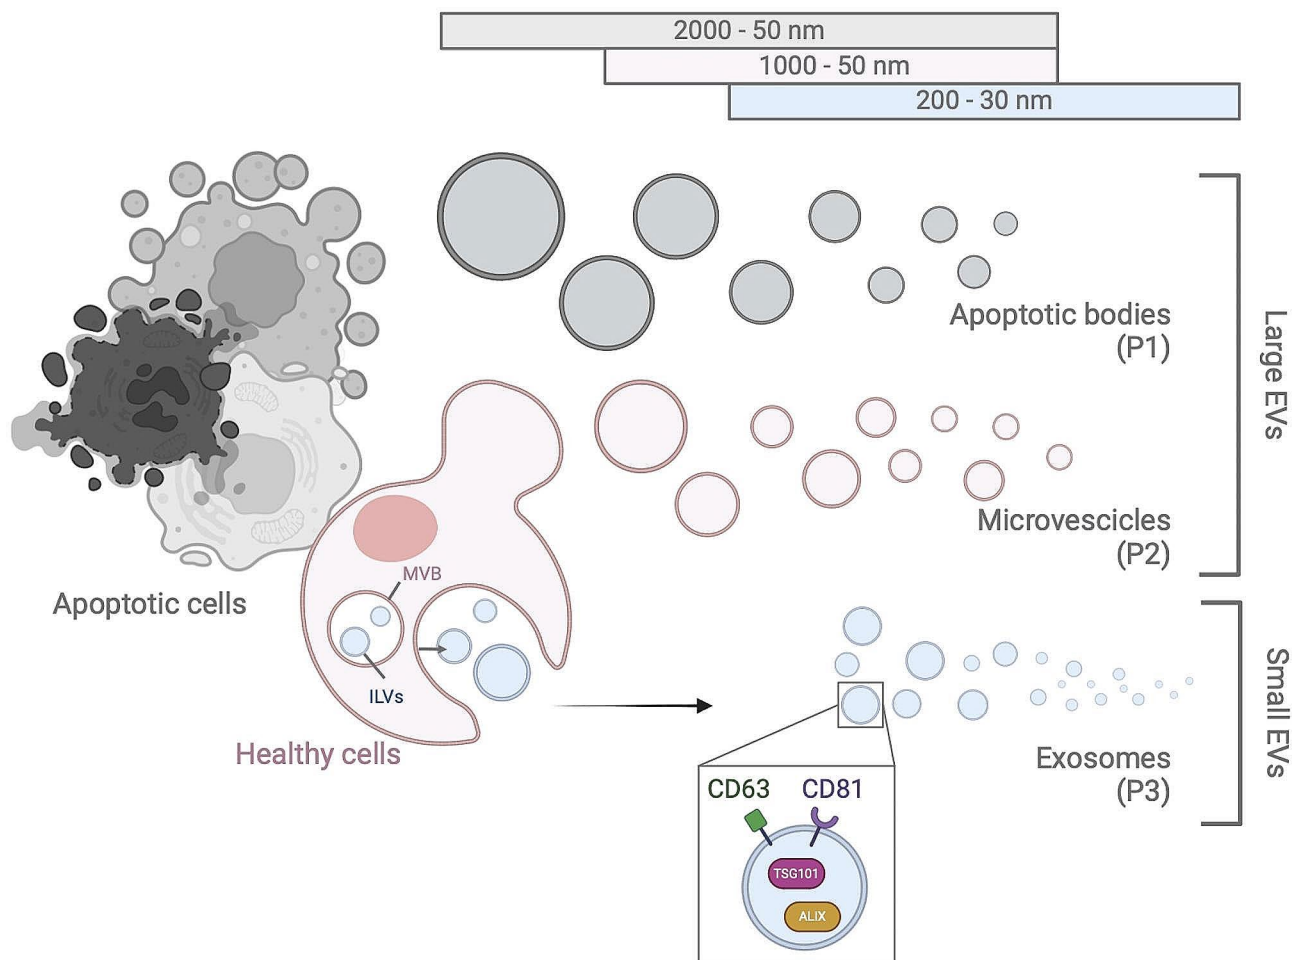 2000 - 50 nm
1000 - 50 nm
200 - 30 nm
Apoptotic bodies
(P1)
Large EVs
Microvescicles
(P2)
Apoptotic cells
MVB
ILVs
Healthy cells
Small EVs
Exosomes
(P3)
CD63 CD81
TSG101
ALIX